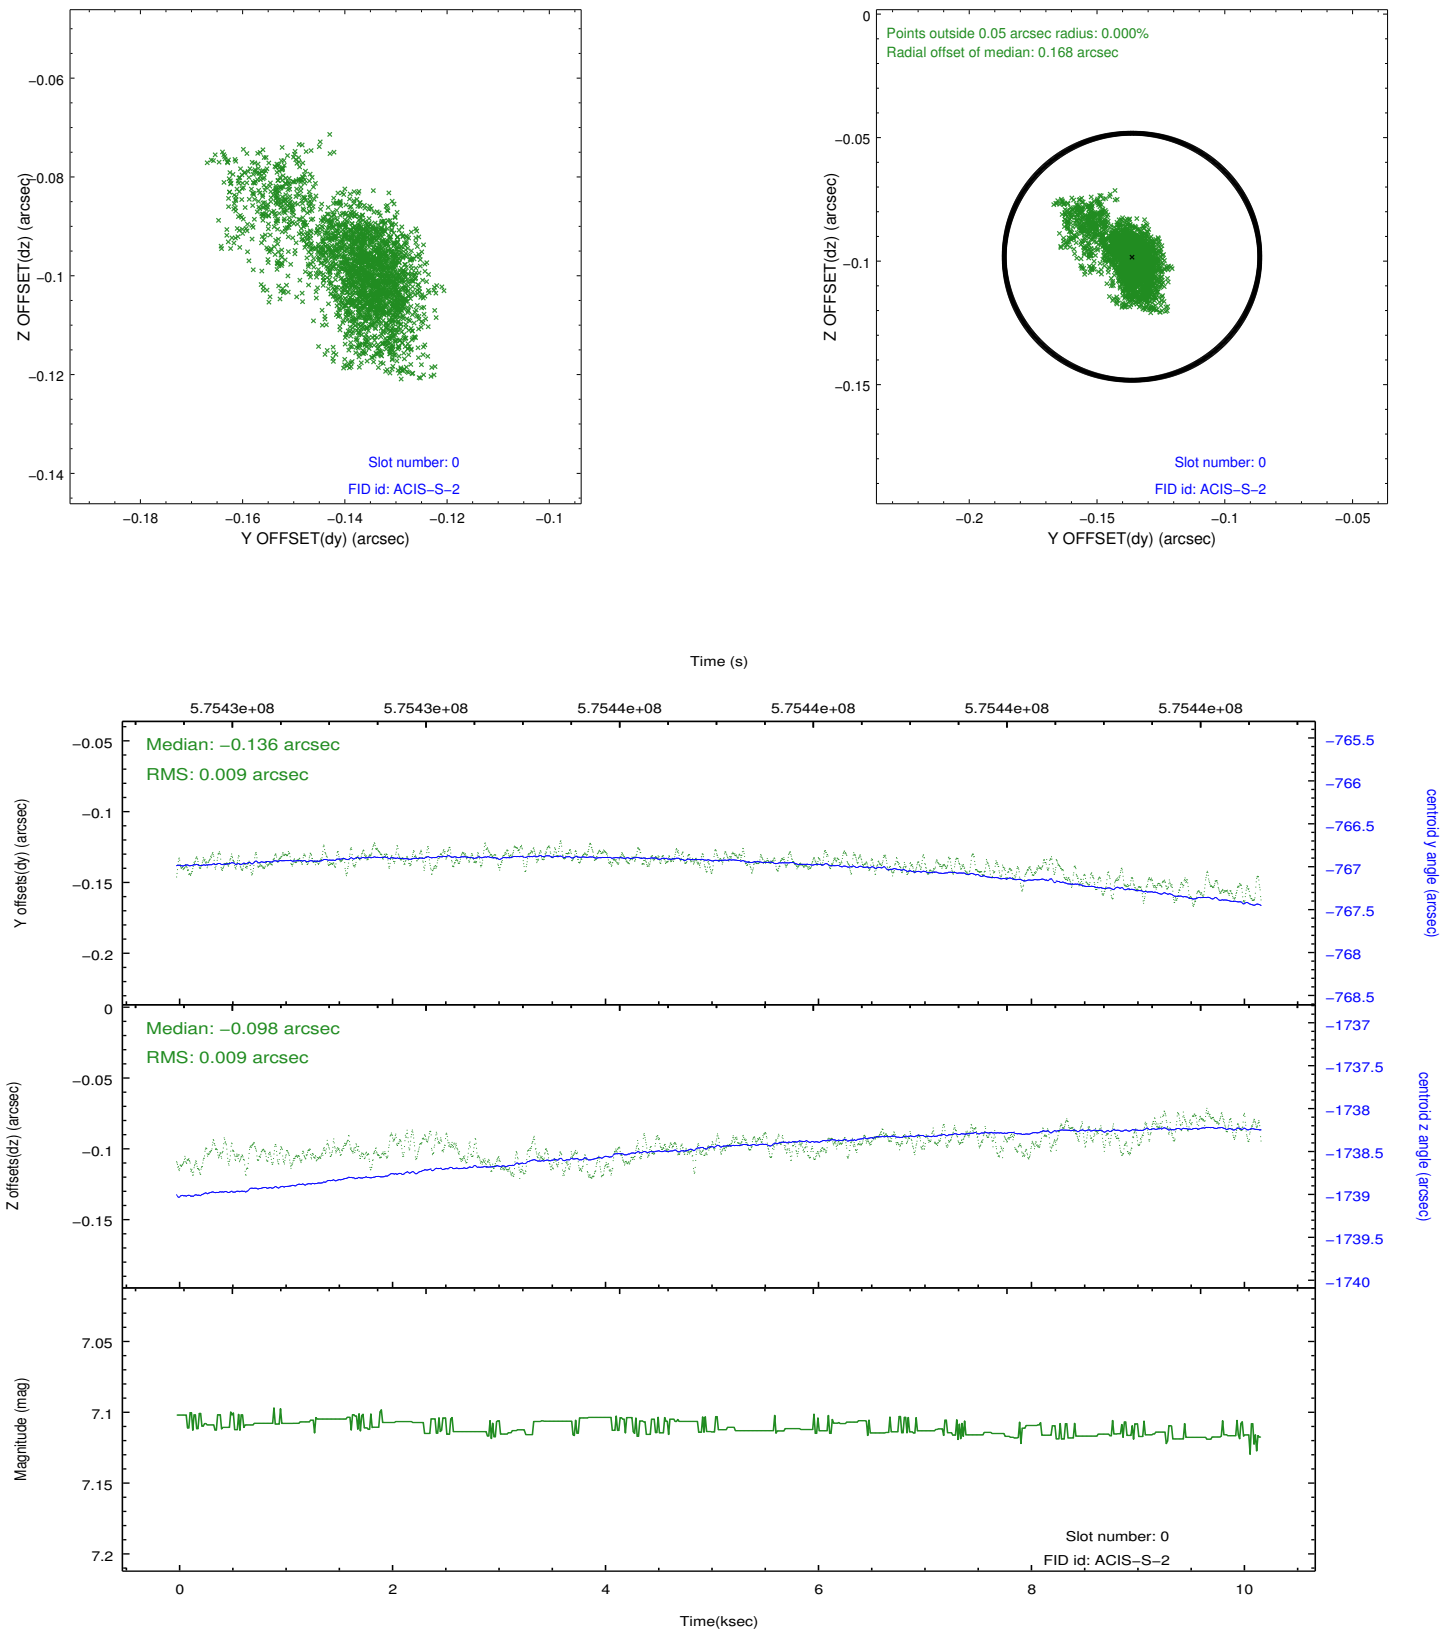 −0.06
−0.08
−0.1
−0.12
−0.14
Z OFFSET(dz) (arcsec)
Slot number: 0
FID id: ACIS−S−2
−0.18
−0.16
−0.14
−0.12
−0.1
Y OFFSET(dy) (arcsec)
0
−0.05
−0.1
−0.15
Z OFFSET(dz) (arcsec)
Points outside 0.05 arcsec radius: 0.000%
Radial offset of median: 0.168 arcsec
Slot number: 0
FID id: ACIS−S−2
−0.2
−0.15
−0.1
−0.05
Y OFFSET(dy) (arcsec)
Time (s)
5.7543e+08
5.7543e+08
5.7544e+08
5.7544e+08
5.7544e+08
5.7544e+08
−0.05
−0.1
−0.15
−0.2
Y offsets(dy) (arcsec)
Median: −0.136 arcsec
RMS: 0.009 arcsec
−765.5
−766
−766.5
−767
−767.5
−768
−768.5
centroid y angle (arcsec)
0
−0.05
−0.1
−0.15
Z offsets(dz) (arcsec)
Median: −0.098 arcsec
RMS: 0.009 arcsec
−1737
−1737.5
−1738
−1738.5
−1739
−1739.5
−1740
centroid z angle (arcsec)
7.05
7.1
7.15
7.2
Magnitude (mag)
Slot number: 0
FID id: ACIS−S−2
0
2
4
6
8
10
Time(ksec)